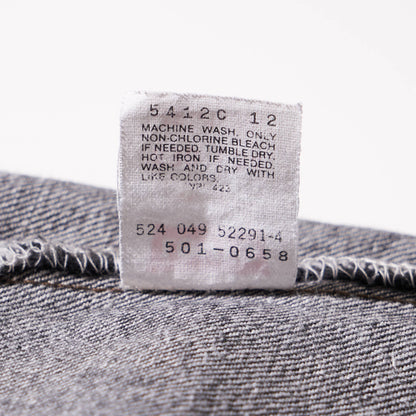 5412C 12
MACHINE WASH. ONLY
NON-CHLORINE BLEACH
IF NEEDED. TUMBLE DRY.
HOT IRON IF NEEDED.
WASH AND DRY WITH
LIKE COLORS.
423
524 049 52291-4
501-0658